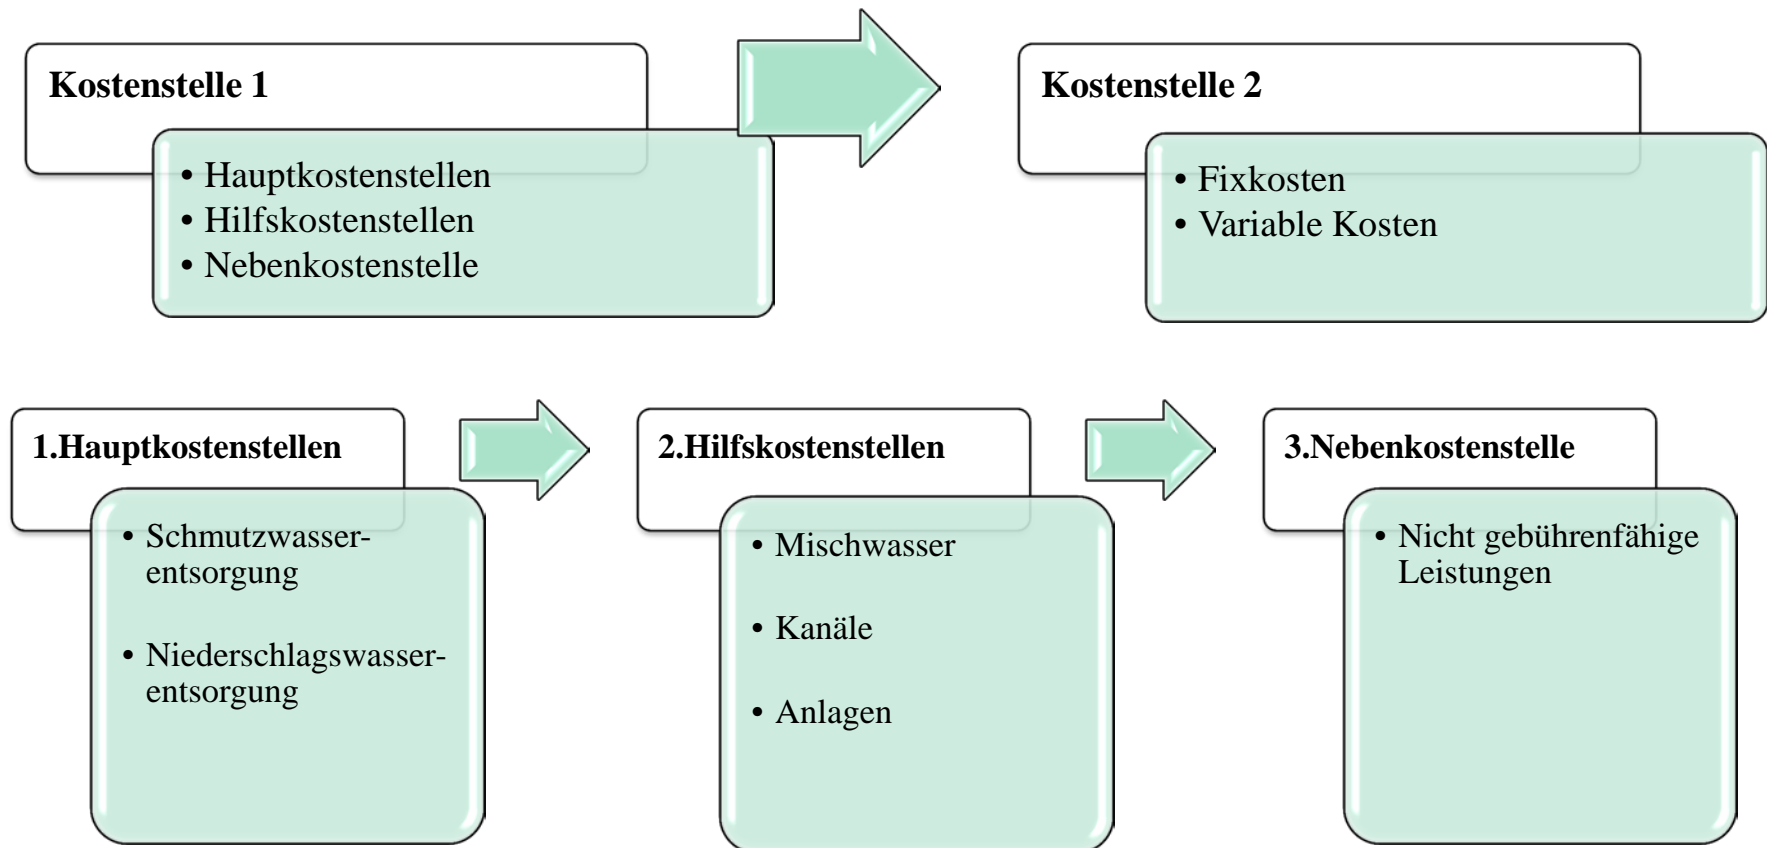 Kostenstelle 1
• Hauptkostenstellen
• Hilfskostenstellen
• Nebenkostenstelle
Kostenstelle 2
• Fixkosten
• Variable Kosten
1.Hauptkostenstellen
• Schmutzwasser-
entsorgung
• Niederschlagswasser-
entsorgung
2.Hilfskostenstellen
• Mischwasser
• Kanäle
• Anlagen
3.Nebenkostenstelle
• Nicht gebührenfähige
Leistungen